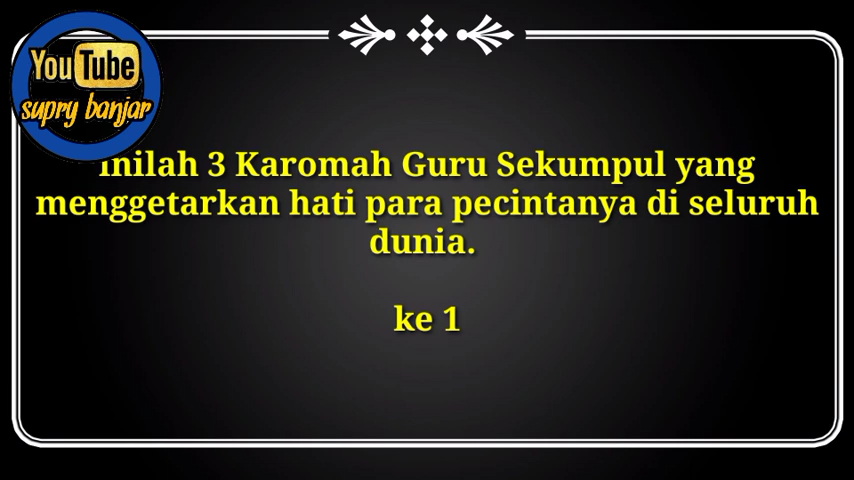 YouTube
supry banjar
Inilah 3 Karomah Guru Sekumpul yang
menggetarkan hati para pecintanya di seluruh
dunia.
ke 1